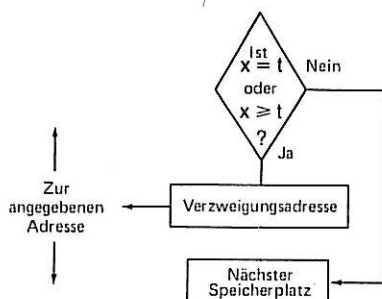 Ist
x = t
oder
x ≥ t
?
Nein
Ja
Zur
angegebenen
Adresse
Verzweigungsadresse
Nächster
Speicherplatz